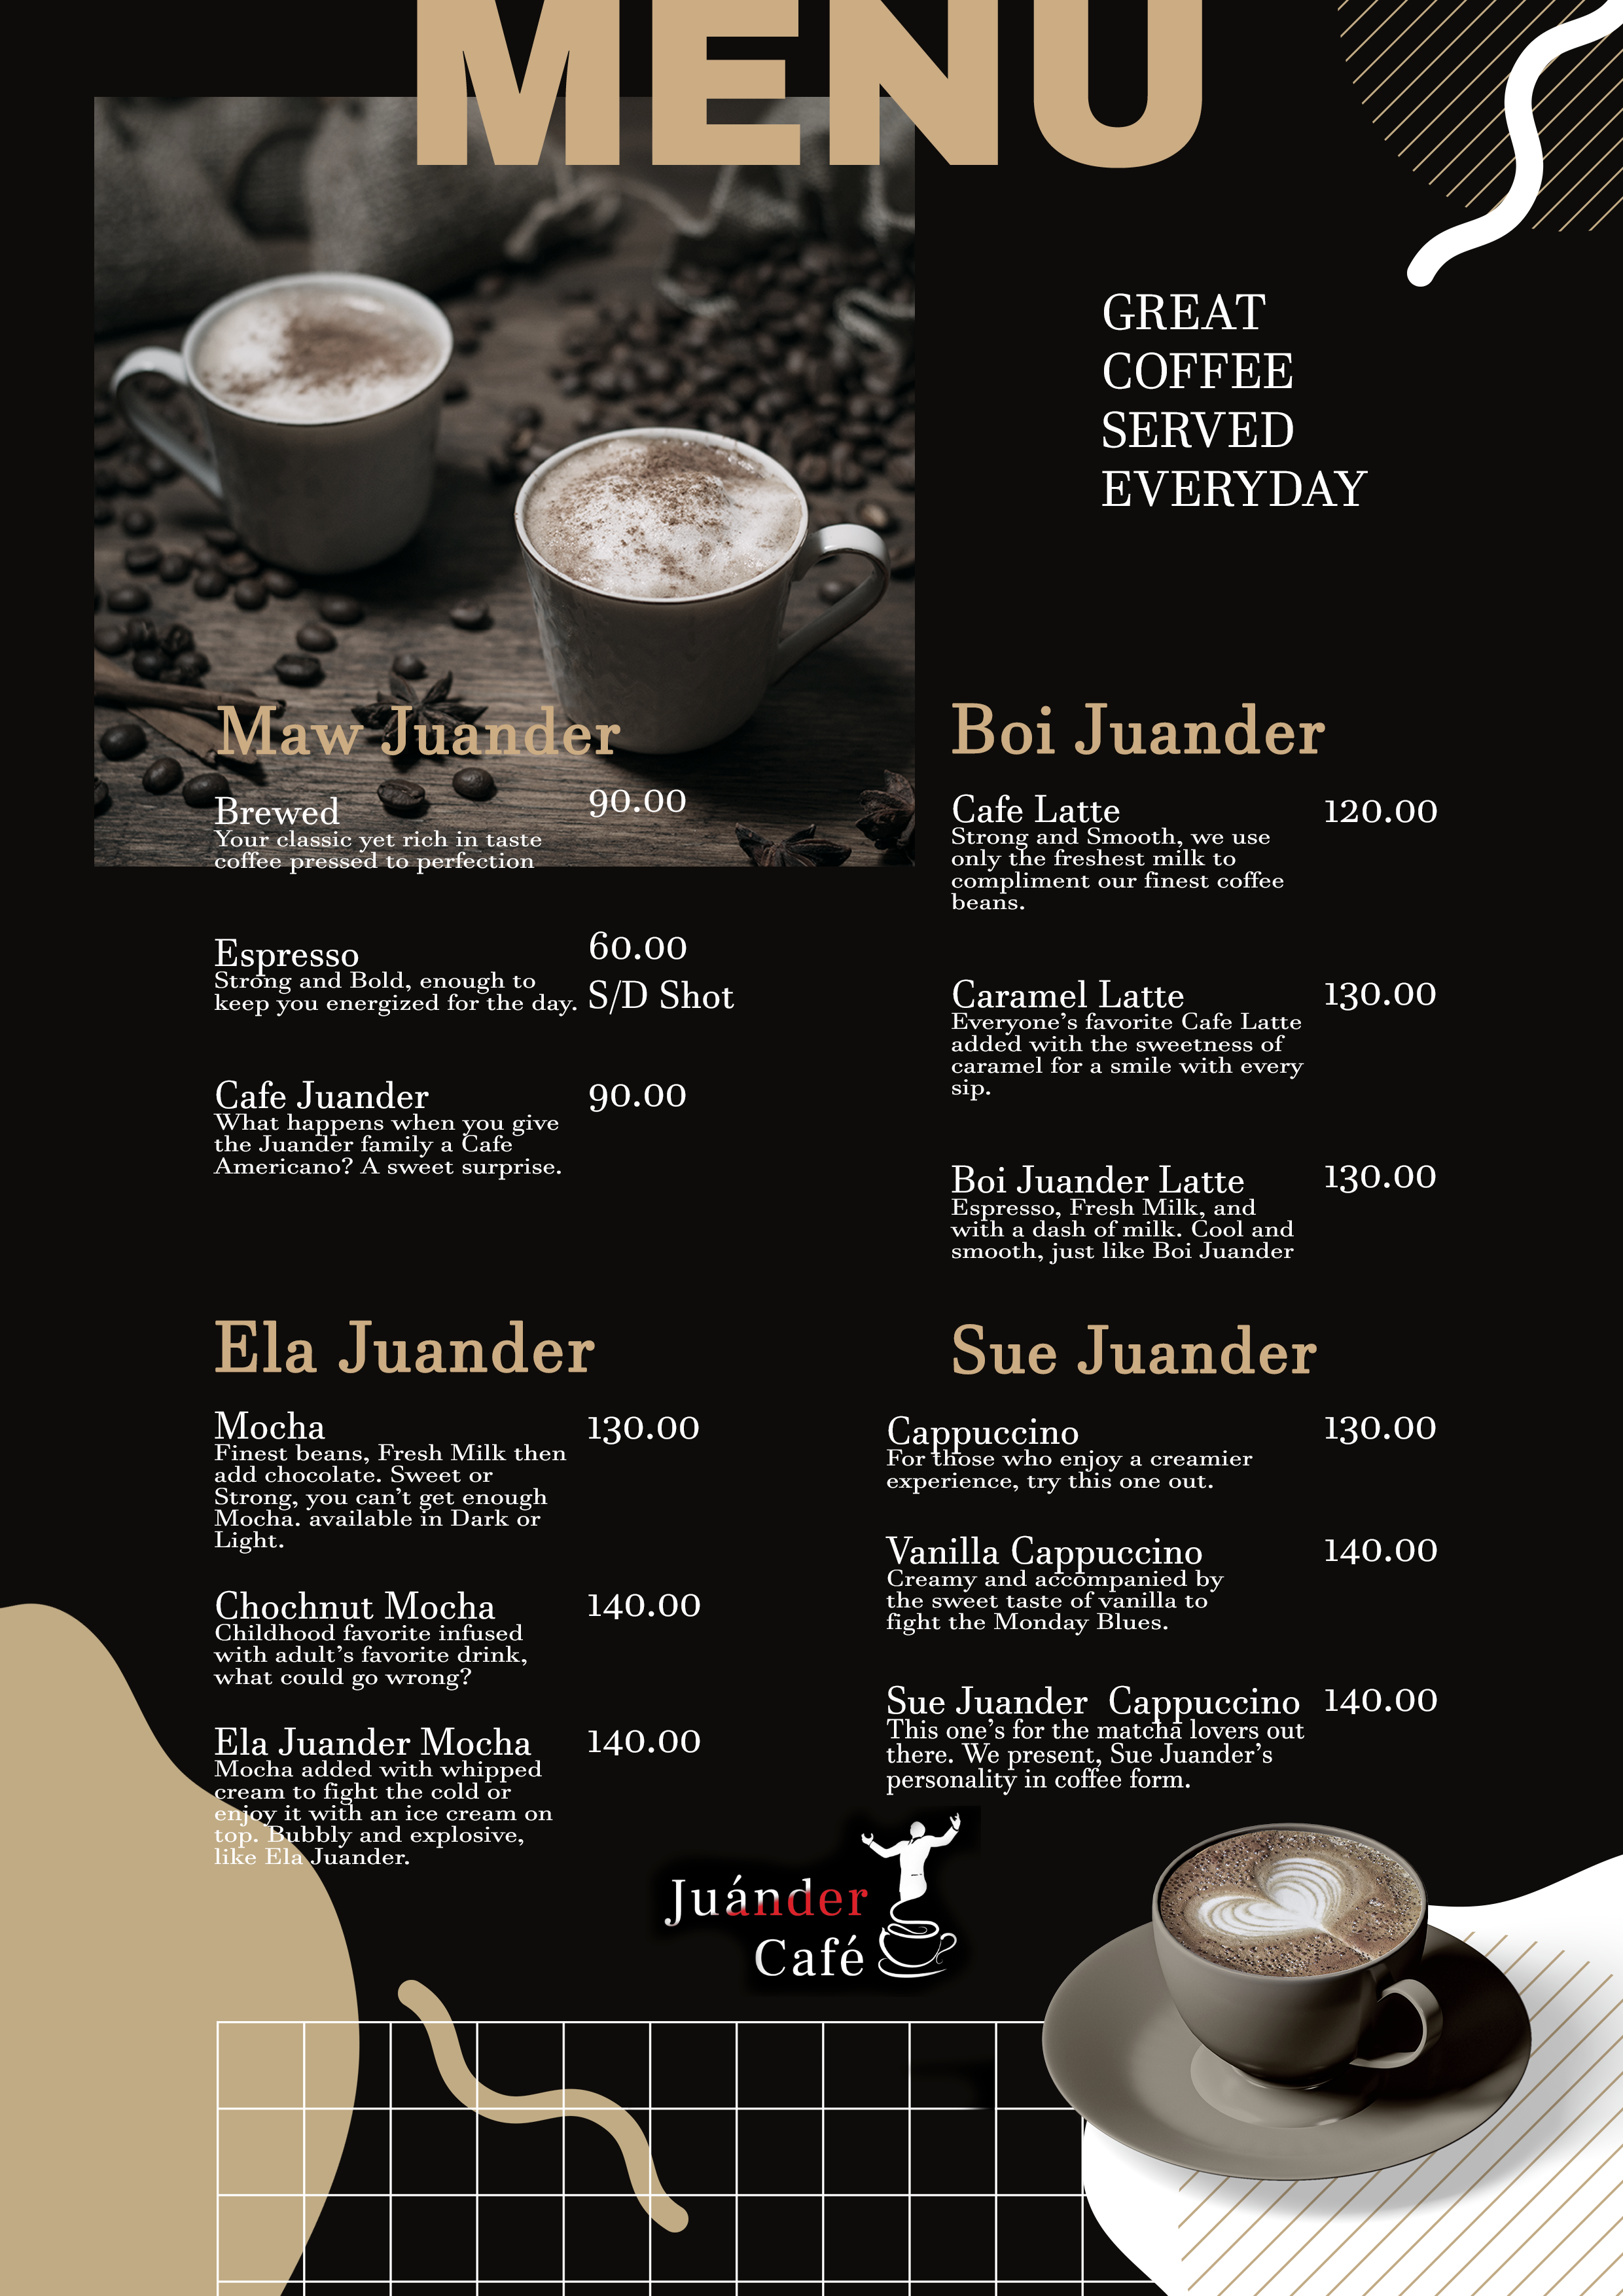 MENU
GREAT
COFFEE
SERVED
EVERYDAY
Maw Juander
Brewed 90.00
Your classic yet rich in taste
coffee pressed to perfection
Espresso 60.00
Strong and Bold, enough to
keep you energized for the day. S/D Shot
Cafe Juander 90.00
What happens when you give
the Juander family a Cafe
Americano? A sweet surprise.
Boi Juander
Cafe Latte 120.00
Strong and Smooth, we use
only the freshest milk to
compliment our finest coffee
beans.
Caramel Latte 130.00
Everyone's favorite Cafe Latte
added with the sweetness of
caramel for a smile with every
sip.
Boi Juander Latte 130.00
Espresso, Fresh Milk, and
with a dash of milk. Cool and
smooth, just like Boi Juander
Ela Juander
Mocha 130.00
Finest beans, Fresh Milk then
add chocolate. Sweet or
Strong, you can't get enough
Mocha. available in Dark or
Light.
Chochnut Mocha 140.00
Childhood favorite infused
with adult's favorite drink,
what could go wrong?
Ela Juander Mocha 140.00
Mocha added with whipped
cream to fight the cold or
enjoy it with an ice cream on
top. Bubbly and explosive,
like Ela Juander.
Sue Juander
Cappuccino 130.00
For those who enjoy a creamier
experience, try this one out.
Vanilla Cappuccino 140.00
Creamy and accompanied by
the sweet taste of vanilla to
fight the Monday Blues.
Sue Juander Cappuccino 140.00
This one's for the matcha lovers out
there. We present, Sue Juander's
personality in coffee form.
Juánder
Café